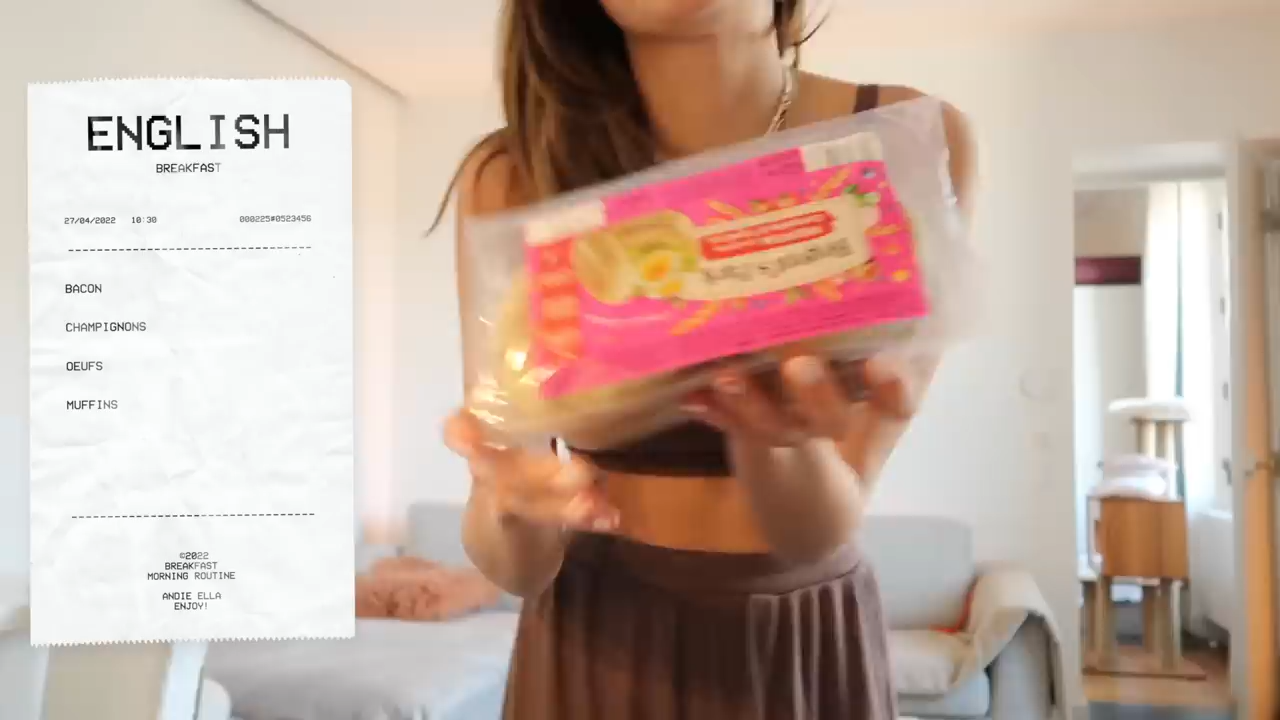 ENGLISH
BREAKFAST
27/04/2022 10:30 000225#0523456
BACON
CHAMPIGNONS
OEUFS
MUFFINS
©2022
BREAKFAST
MORNING ROUTINE
ANDIE ELLA
ENJOY!